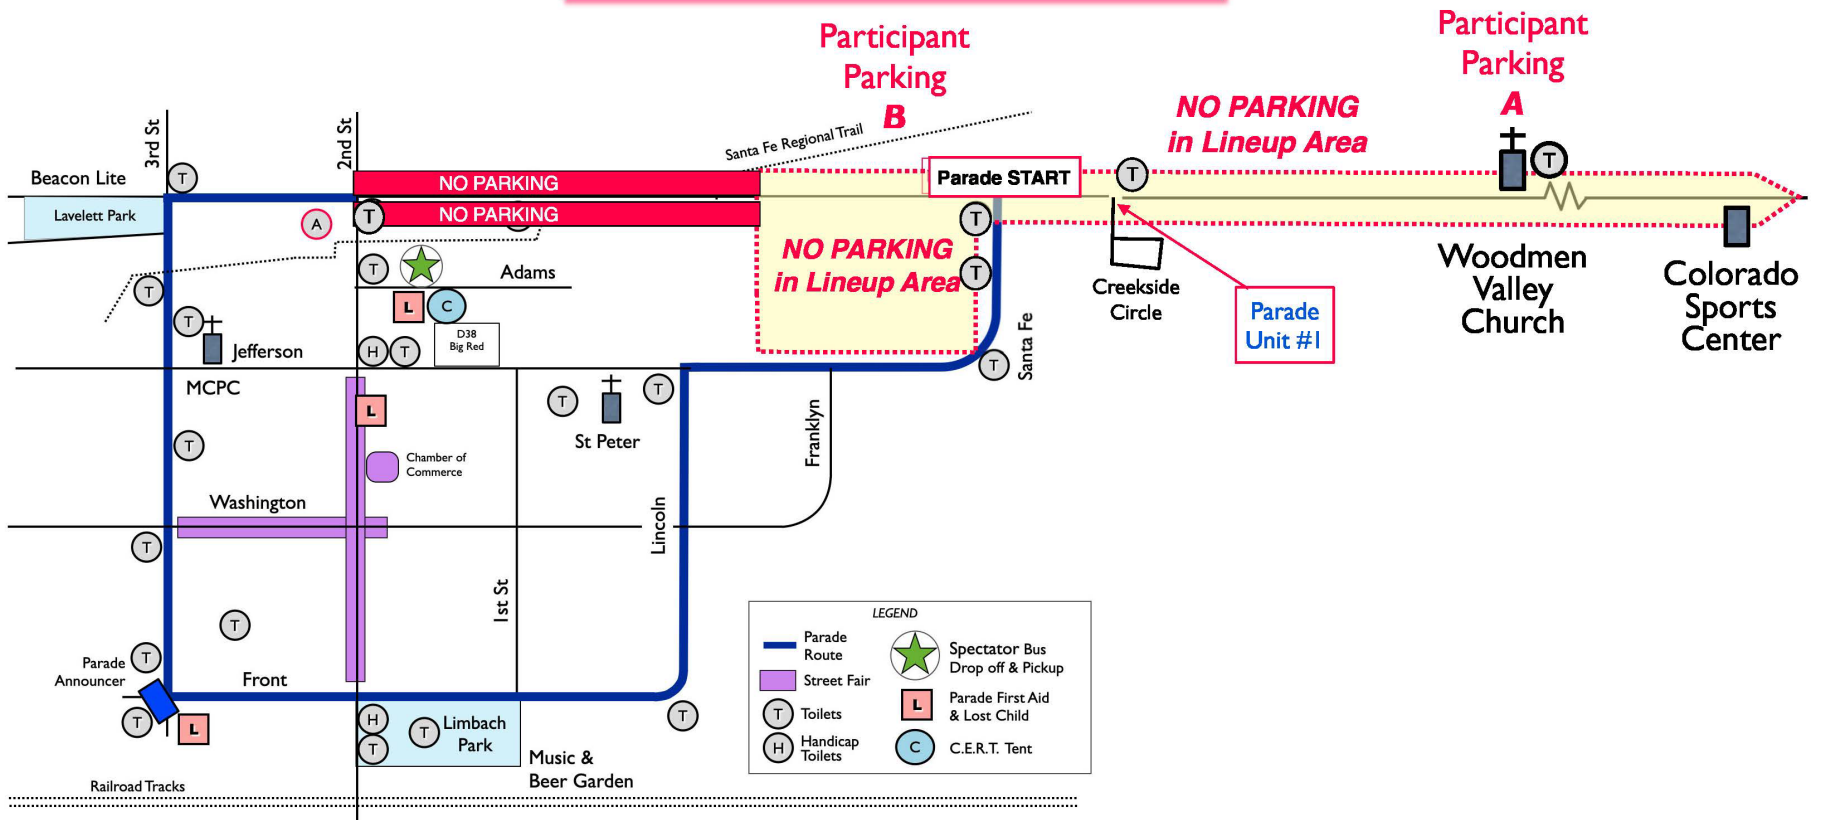 Participant
Parking
B
Participant
Parking
A
NO PARKING
in Lineup Area
3rd St
2nd St
Santa Fe Regional Trail
T
T
T
Beacon Lite
NO PARKING
Parade START
Lavelett Park
A
T
NO PARKING
T
NO PARKING
in Lineup Area
T
T
Adams
Woodmen
Valley
Church
Colorado
Sports
Center
Creekside
Circle
Parade
Unit #1
T
L
C
T
D38
Big Red
Jefferson
H
T
Santa Fe
T
MCPC
L
T
T
St Peter
Franklyn
T
Chamber of
Commerce
Washington
Lincoln
T
1st St
T
Parade
Announcer
T
Front
T
L
H
T
T
Limbach
Park
T
Music &
Beer Garden
Railroad Tracks
LEGEND
Parade
Route
Street Fair
T
Toilets
H
Handicap
Toilets
Spectator Bus
Drop off & Pickup
L
Parade First Aid
& Lost Child
C
C.E.R.T. Tent